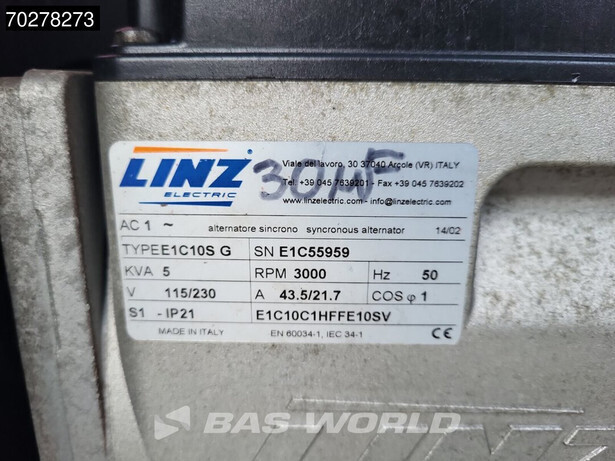 70278273
LINZ
ELECTRIC
Viale del lavoro, 30 37040 Arcole (VR) ITALY
Tel. +39 045 7639201 - Fax +39 045 7639202
www.linzelectric.com - info@linzelectric.com
30 µF
AC 1 ~ alternatore sincrono syncronous alternator 14/02
TYPE E1C10S G SN E1C55959
KVA 5 RPM 3000 Hz 50
V 115/230 A 43.5/21.7 COS φ 1
S1 - IP21 E1C10C1HFFE10SV
MADE IN ITALY EN 60034-1, IEC 34-1 CE
BAS WORLD
LINZ